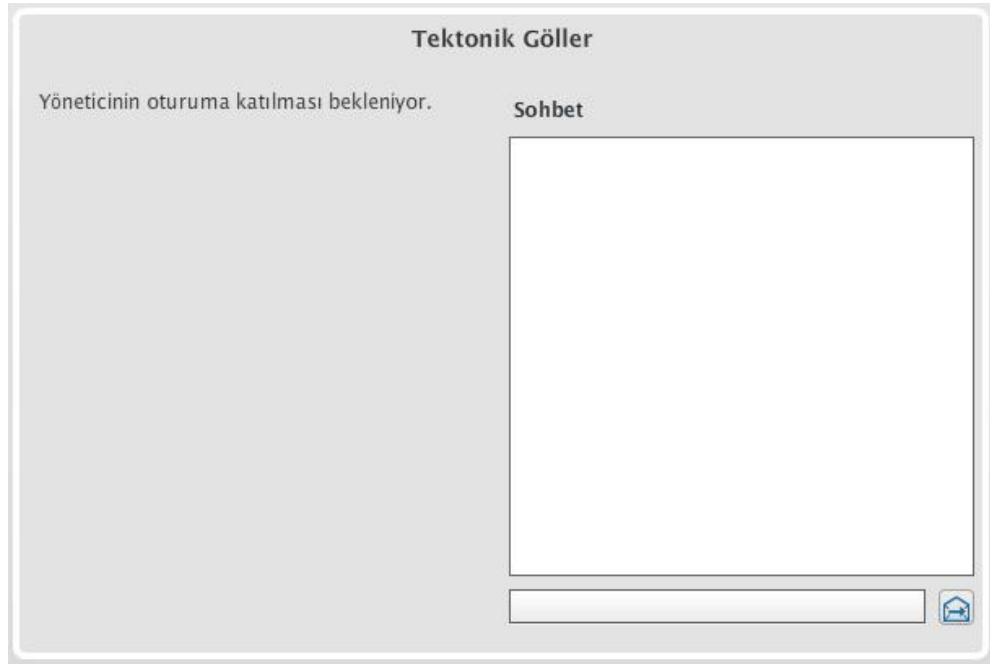 Tektonik Göller
Yöneticinin oturuma katılması bekleniyor.
Sohbet